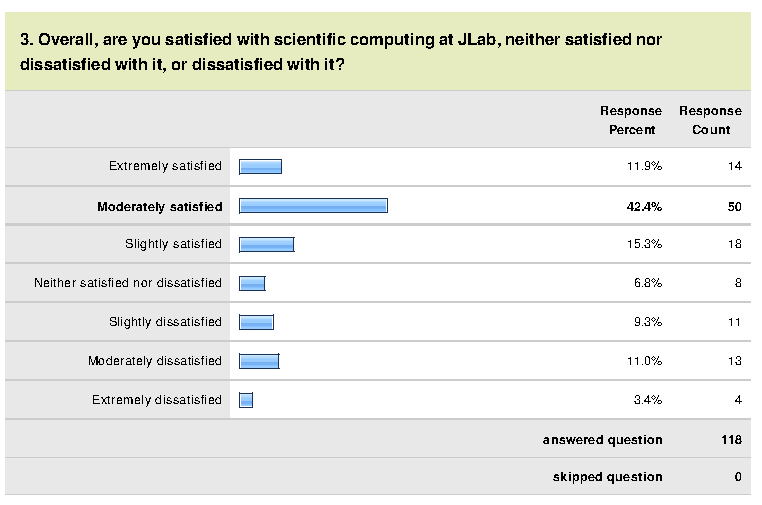 3. Overall, are you satisfied with scientific computing at JLab, neither satisfied nor
dissatisfied with it, or dissatisfied with it?
Response Percent Response Count
Extremely satisfied 11.9% 14
Moderately satisfied 42.4% 50
Slightly satisfied 15.3% 18
Neither satisfied nor dissatisfied 6.8% 8
Slightly dissatisfied 9.3% 11
Moderately dissatisfied 11.0% 13
Extremely dissatisfied 3.4% 4
answered question 118
skipped question 0